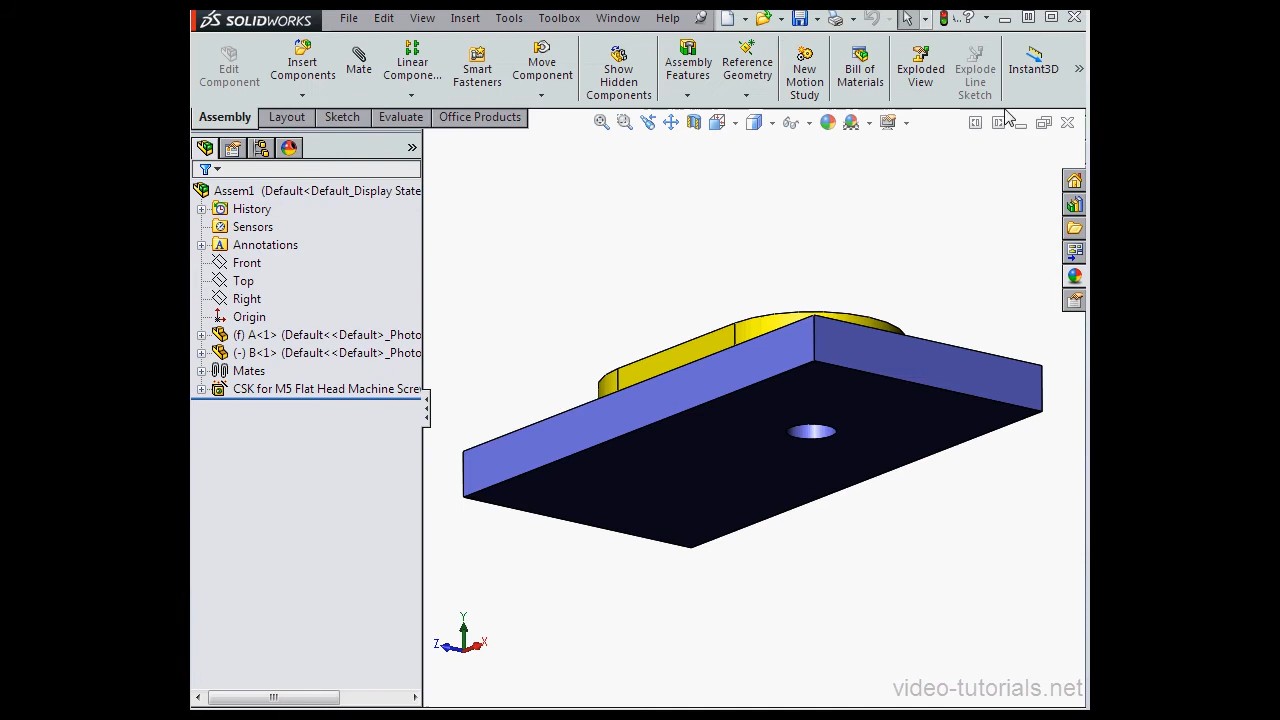 SOLIDWORKS File Edit View Insert Tools Toolbox Window Help
Edit Component
Insert Components
Mate
Linear Compone...
Smart Fasteners
Move Component
Show Hidden Components
Assembly Features
Reference Geometry
New Motion Study
Bill of Materials
Exploded View
Explode Line Sketch
Instant3D
Assembly Layout Sketch Evaluate Office Products
Assem1 (Default<Default_Display State
History
Sensors
Annotations
Front
Top
Right
Origin
(f) A<1> (Default<<Default>_Photo
(-) B<1> (Default<<Default>_Photo
Mates
CSK for M5 Flat Head Machine Scre
Y
Z
X
video-tutorials.net